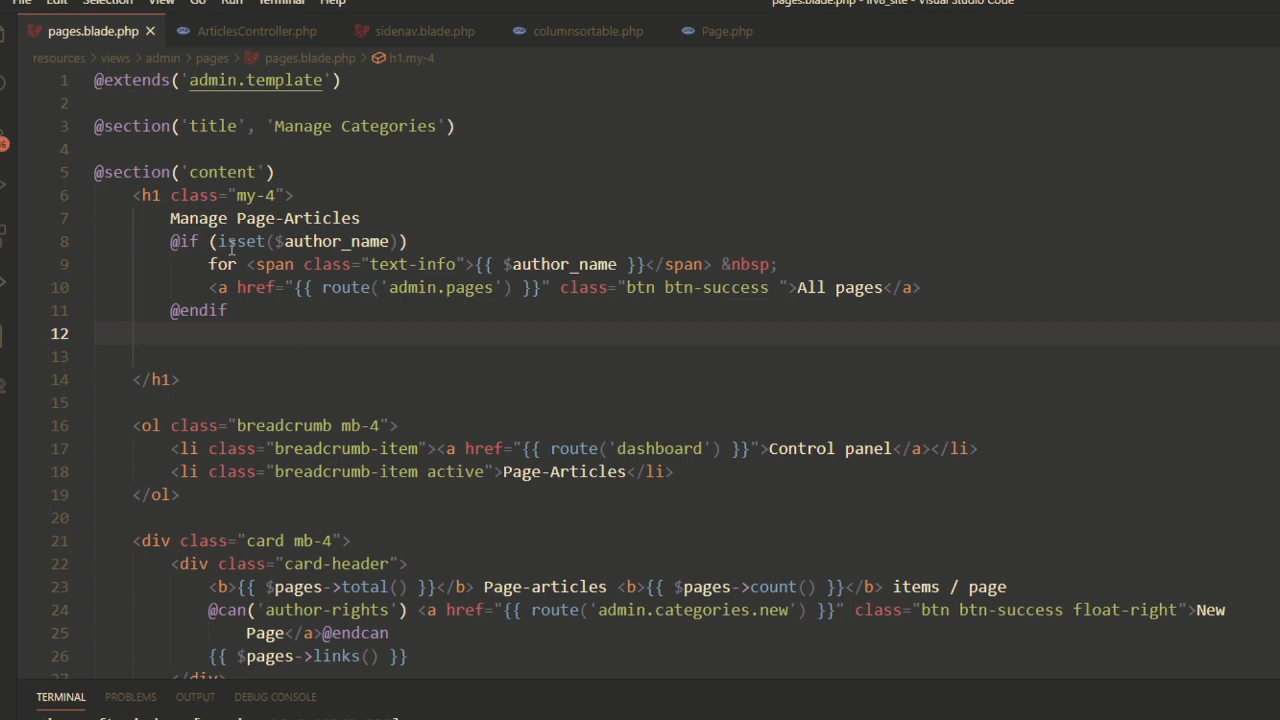 File Edit Selection View Go Run Terminal Help pages.blade.php - lrv8_site - Visual Studio Code
pages.blade.php ArticlesController.php sidenav.blade.php columnsortable.php Page.php
resources > views > admin > pages > pages.blade.php > h1.my-4
1 @extends('admin.template')
2
3 @section('title', 'Manage Categories')
4
5 @section('content')
6 <h1 class="my-4">
7 Manage Page-Articles
8 @if (isset($author_name))
9 for <span class="text-info">{{ $author_name }}</span> &nbsp;
10 <a href="{{ route('admin.pages') }}" class="btn btn-success ">All pages</a>
11 @endif
12
13
14 </h1>
15
16 <ol class="breadcrumb mb-4">
17 <li class="breadcrumb-item"><a href="{{ route('dashboard') }}">Control panel</a></li>
18 <li class="breadcrumb-item active">Page-Articles</li>
19 </ol>
20
21 <div class="card mb-4">
22 <div class="card-header">
23 <b>{{ $pages->total() }}</b> Page-articles <b>{{ $pages->count() }}</b> items / page
24 @can('author-rights') <a href="{{ route('admin.categories.new') }}" class="btn btn-success float-right">New
25 Page</a>@endcan
26 {{ $pages->links() }}
27 </div>
TERMINAL PROBLEMS OUTPUT DEBUG CONSOLE